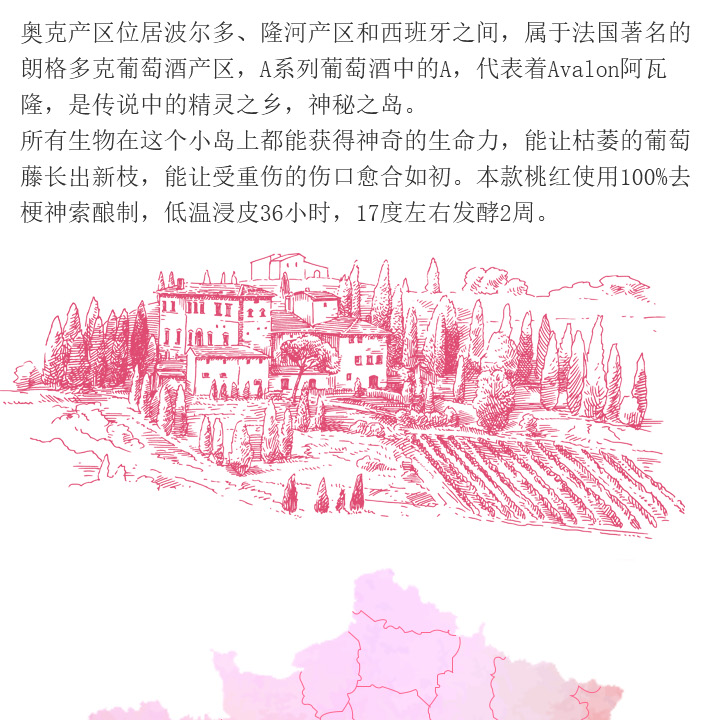 奥克产区位居波尔多、隆河产区和西班牙之间，属于法国著名的
朗格多克葡萄酒产区，A系列葡萄酒中的A，代表着Avalon阿瓦
隆，是传说中的精灵之乡，神秘之岛。
所有生物在这个小岛上都能获得神奇的生命力，能让枯萎的葡萄
藤长出新枝，能让受重伤的伤口愈合如初。本款桃红使用100%去
梗神索酿制，低温浸皮36小时，17度左右发酵2周。